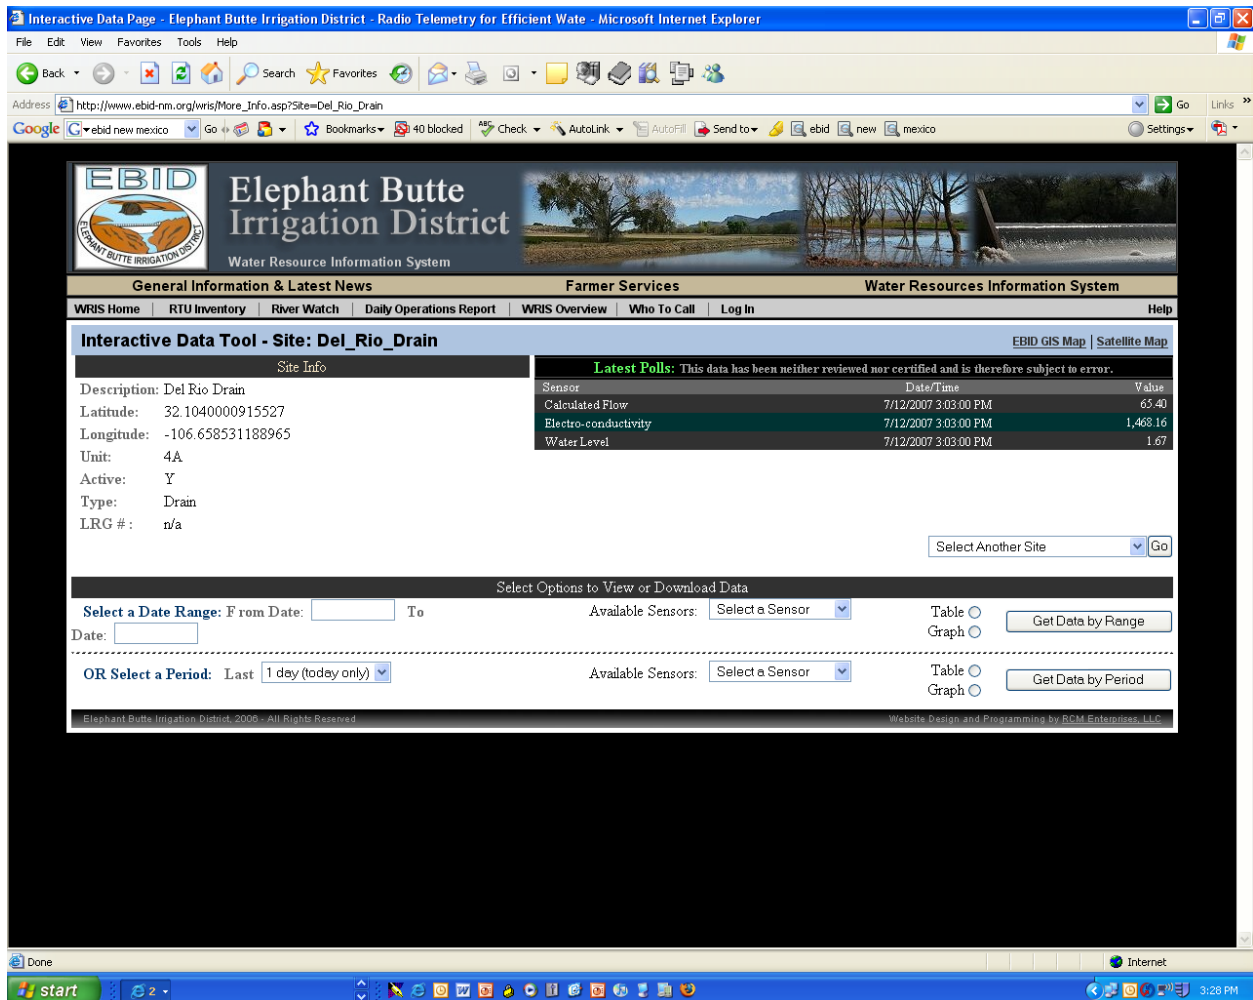 Interactive Data Page - Elephant Butte Irrigation District - Radio Telemetry for Efficient Wate - Microsoft Internet Explorer
File Edit View Favorites Tools Help
Back Search Favorites
Address http://www.ebid-nm.org/wris/More_Info.asp?Site=Del_Rio_Drain Go Links »
Google G ebid new mexico Go Bookmarks 40 blocked ABC Check AutoLink AutoFill Send to ebid new mexico Settings
EBID
ELEPHANT BUTTE IRRIGATION DISTRICT
Elephant Butte
Irrigation District
Water Resource Information System
General Information & Latest News Farmer Services Water Resources Information System
WRIS Home | RTU Inventory | River Watch | Daily Operations Report | WRIS Overview | Who To Call | Log In Help
Interactive Data Tool - Site: Del_Rio_Drain EBID GIS Map | Satellite Map
Site Info
Description: Del Rio Drain
Latitude: 32.1040000915527
Longitude: -106.658531188965
Unit: 4A
Active: Y
Type: Drain
LRG # : n/a
Latest Polls: This data has been neither reviewed nor certified and is therefore subject to error.
Sensor Date/Time Value
Calculated Flow 7/12/2007 3:03:00 PM 65.40
Electro-conductivity 7/12/2007 3:03:00 PM 1,468.16
Water Level 7/12/2007 3:03:00 PM 1.67
Select Another Site Go
Select Options to View or Download Data
Select a Date Range: From Date: To
Date:
Available Sensors: Select a Sensor Table
Graph
Get Data by Range
OR Select a Period: Last 1 day (today only) Available Sensors: Select a Sensor Table
Graph
Get Data by Period
Elephant Butte Irrigation District, 2006 - All Rights Reserved Website Design and Programming by RCM Enterprises, LLC
Done Internet
start 2 3:28 PM